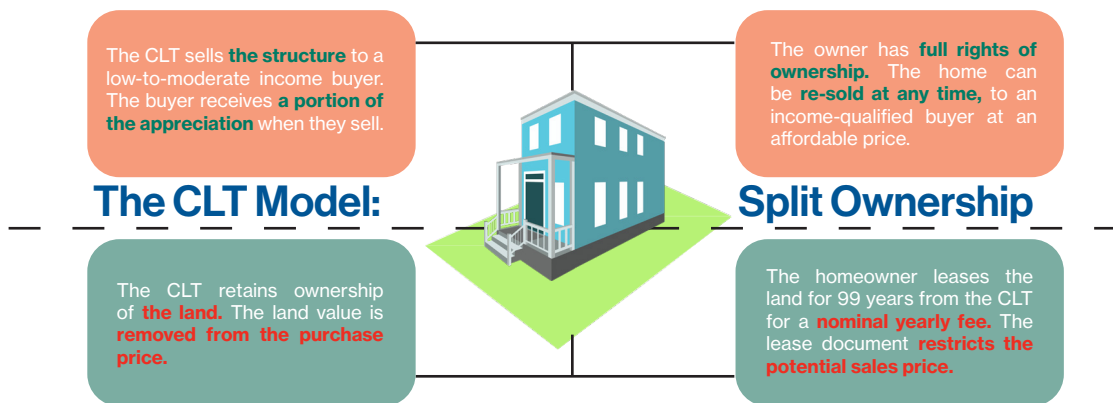 The CLT sells the structure to a
low-to-moderate income buyer.
The buyer receives a portion of
the appreciation when they sell.
The owner has full rights of
ownership. The home can
be re-sold at any time, to an
income-qualified buyer at an
affordable price.
The CLT Model:
Split Ownership
The CLT retains ownership
of the land. The land value is
removed from the purchase
price.
The homeowner leases the
land for 99 years from the CLT
for a nominal yearly fee. The
lease document restricts the
potential sales price.